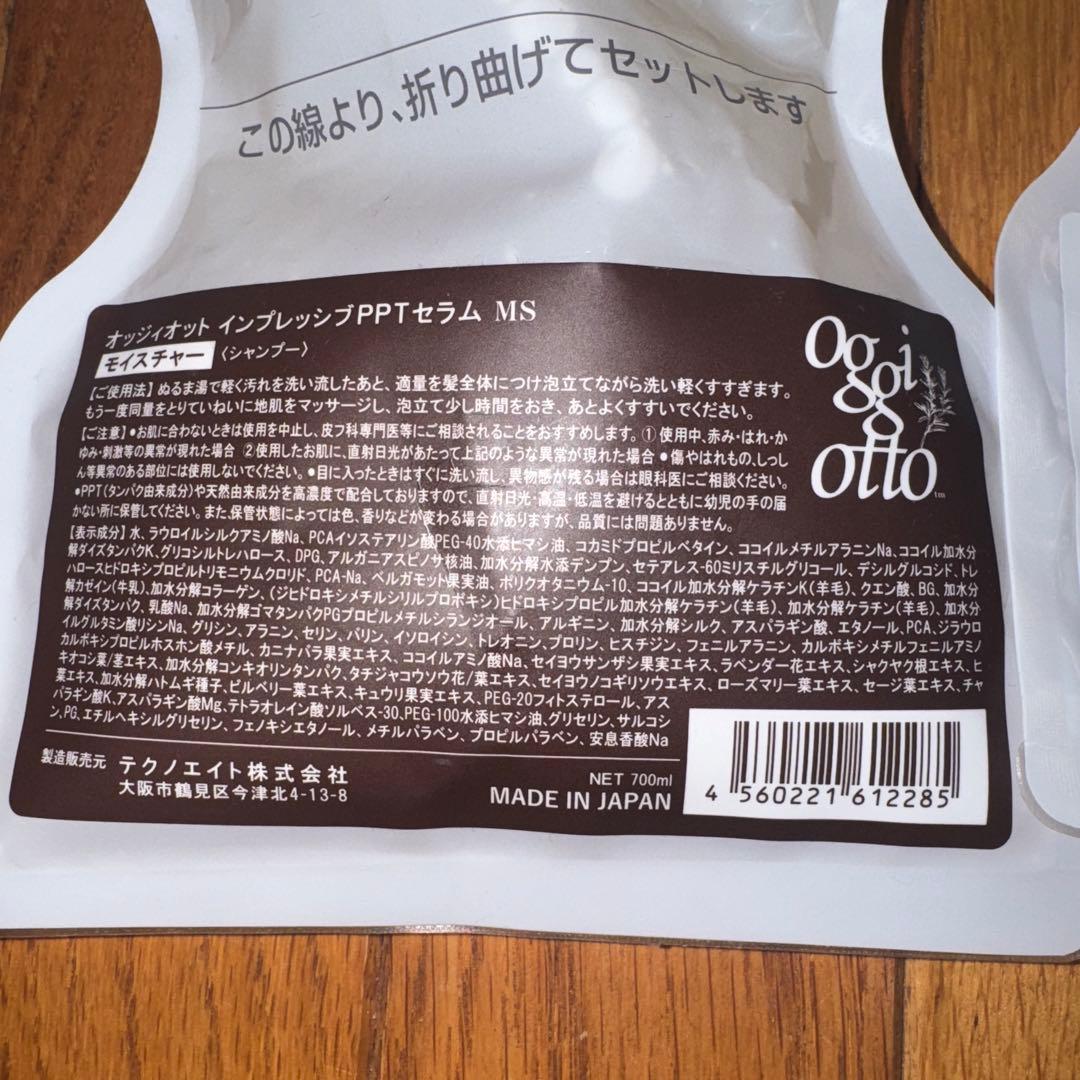 この線より、折り曲げてセットします
オッジィオット インプレッシブPPTセラム MS
モイスチャー 〈シャンプー〉
oggi
otto™
【ご使用法】ぬるま湯で軽く汚れを洗い流したあと、適量を髪全体につけ泡立てながら洗い軽くすすぎます。
もう一度同量をとりていねいに地肌をマッサージし、泡立て少し時間をおき、あとよくすすいでください。
【ご注意】●お肌に合わないときは使用を中止し、皮フ科専門医等にご相談されることをおすすめします。①使用中、赤み・はれ・か
ゆみ・刺激等の異常が現れた場合 ②使用したお肌に、直射日光があたって上記のような異常が現れた場合 ●傷やはれもの、しっし
ん等異常のある部位には使用しないでください。●目に入ったときはすぐに洗い流し、異物感が残る場合は眼科医にご相談ください。
●PPT(タンパク由来成分)や天然由来成分を高濃度で配合しておりますので、直射日光・高温・低温を避けるとともに幼児の手の届
かない所に保管してください。また、保管状態によっては色、香りなどが変わる場合がありますが、品質には問題ありません。
【表示成分】水、ラウロイルシルクアミノ酸Na、PCAイソステアリン酸PEG-40水添ヒマシ油、コカミドプロピルベタイン、ココイルメチルアラニンNa、ココイル加水分
解ダイズタンパクK、グリコシルトレハロース、DPG、アルガニアスピノサ核油、加水分解水添デンプン、セテアレス-60ミリスチルグリコール、デシルグルコシド、トレ
ハロースヒドロキシプロピルトリモニウムクロリド、PCA-Na、ベルガモット果実油、ポリクオタニウム-10、ココイル加水分解ケラチンK(羊毛)、クエン酸、BG、加水分
解カゼイン(牛乳)、加水分解コラーゲン、(ジヒドロキシメチルシリルプロポキシ)ヒドロキシプロピル加水分解ケラチン(羊毛)、加水分解ケラチン(羊毛)、加水分
解ダイズタンパク、乳酸Na、加水分解ゴマタンパクPGプロピルメチルシランジオール、アルギニン、加水分解シルク、アスパラギン酸、エタノール、PCA、ジラウロ
イルグルタミン酸リシンNa、グリシン、アラニン、セリン、バリン、イソロイシン、トレオニン、プロリン、ヒスチジン、フェニルアラニン、カルボキシメチルフェニルアミノ
カルボキシプロピルホスホン酸メチル、カニナバラ果実エキス、ココイルアミノ酸Na、セイヨウサンザシ果実エキス、ラベンダー花エキス、シャクヤク根エキス、ヒ
キオコシ葉/茎エキス、加水分解コンキオリンタンパク、タチジャコウソウ花/葉エキス、セイヨウノコギリソウエキス、ローズマリー葉エキス、セージ葉エキス、チャ
葉エキス、加水分解ハトムギ種子、ビルベリー葉エキス、キュウリ果実エキス、PEG-20フィトステロール、アス
パラギン酸K、アスパラギン酸Mg、テトラオレイン酸ソルベス-30、PEG-100水添ヒマシ油、グリセリン、サルコシ
ン、PG、エチルヘキシルグリセリン、フェノキシエタノール、メチルパラベン、プロピルパラベン、安息香酸Na
製造販売元 テクノエイト株式会社
大阪市鶴見区今津北4-13-8
NET 700ml
MADE IN JAPAN
4 560221 612285